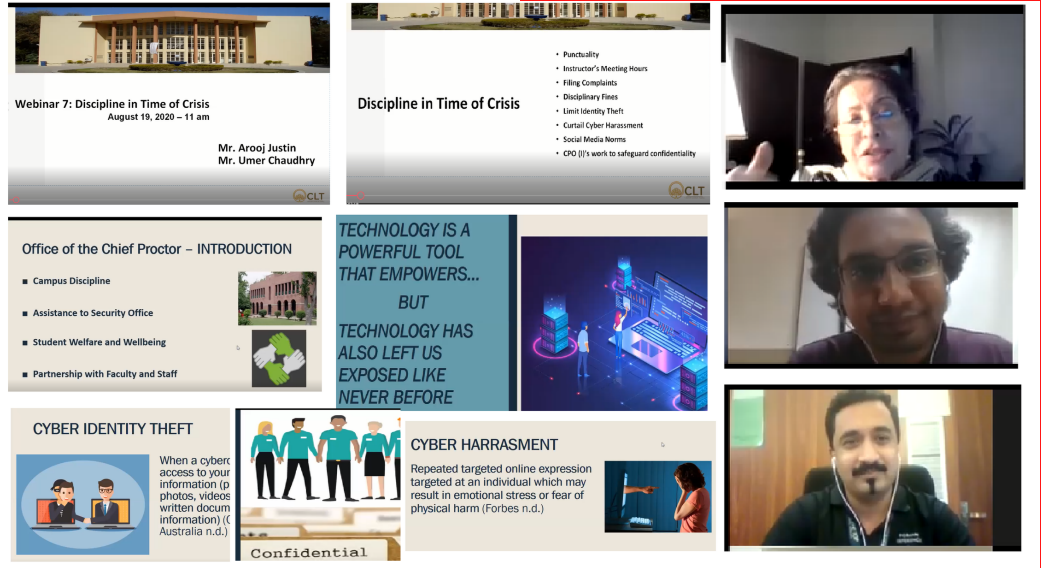 Webinar 7: Discipline in Time of Crisis
August 19, 2020 – 11 am
Mr. Arooj Justin
Mr. Umer Chaudhry
CLT
Discipline in Time of Crisis
• Punctuality
• Instructor's Meeting Hours
• Filing Complaints
• Disciplinary Fines
• Limit Identity Theft
• Curtail Cyber Harassment
• Social Media Norms
• CPO (I)'s work to safeguard confidentiality
CLT
Office of the Chief Proctor – INTRODUCTION
■ Campus Discipline
■ Assistance to Security Office
■ Student Welfare and Wellbeing
■ Partnership with Faculty and Staff
TECHNOLOGY IS A
POWERFUL TOOL
THAT EMPOWERS...
BUT
TECHNOLOGY HAS
ALSO LEFT US
EXPOSED LIKE
NEVER BEFORE
CYBER IDENTITY THEFT
When a cyberc
access to your
information (p
photos, videos
written docum
information) (
Australia n.d.)
Confidential
CYBER HARRASMENT
Repeated targeted online expression
targeted at an individual which may
result in emotional stress or fear of
physical harm (Forbes n.d.)